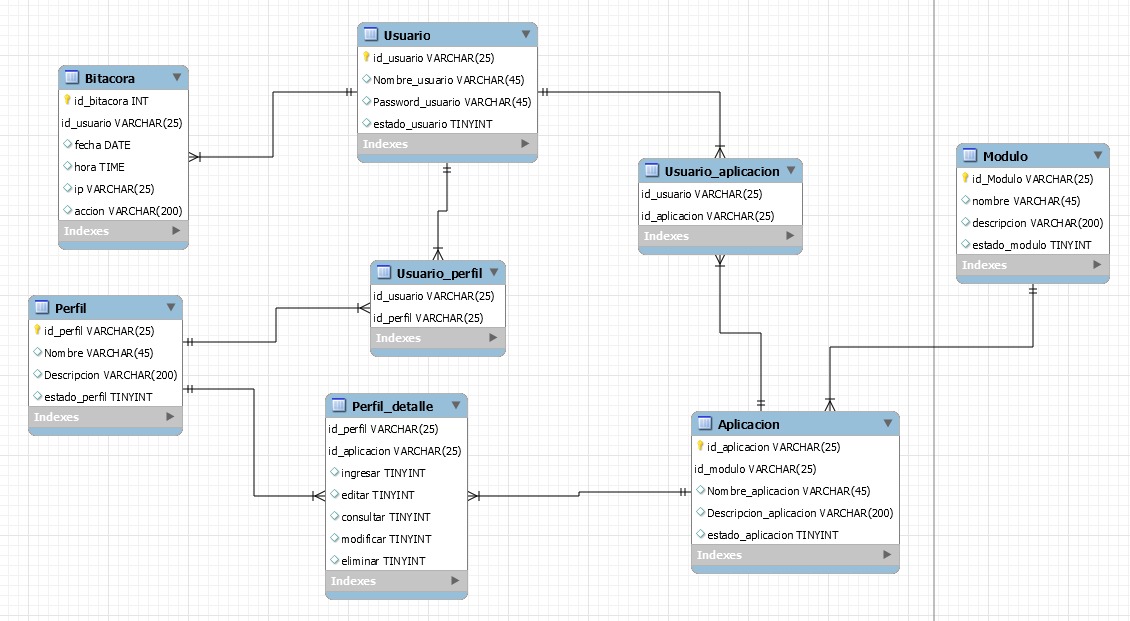 Usuario
id_usuario VARCHAR(25)
Nombre_usuario VARCHAR(45)
Password_usuario VARCHAR(45)
estado_usuario TINYINT
Indexes
Bitacora
id_bitacora INT
id_usuario VARCHAR(25)
fecha DATE
hora TIME
ip VARCHAR(25)
accion VARCHAR(200)
Indexes
Usuario_aplicacion
id_usuario VARCHAR(25)
id_aplicacion VARCHAR(25)
Indexes
Modulo
id_Modulo VARCHAR(25)
nombre VARCHAR(45)
descripcion VARCHAR(200)
estado_modulo TINYINT
Indexes
Usuario_perfil
id_usuario VARCHAR(25)
id_perfil VARCHAR(25)
Indexes
Perfil
id_perfil VARCHAR(25)
Nombre VARCHAR(45)
Descripcion VARCHAR(200)
estado_perfil TINYINT
Indexes
Perfil_detalle
id_perfil VARCHAR(25)
id_aplicacion VARCHAR(25)
ingresar TINYINT
editar TINYINT
consultar TINYINT
modificar TINYINT
eliminar TINYINT
Indexes
Aplicacion
id_aplicacion VARCHAR(25)
id_modulo VARCHAR(25)
Nombre_aplicacion VARCHAR(45)
Descripcion_aplicacion VARCHAR(200)
estado_aplicacion TINYINT
Indexes